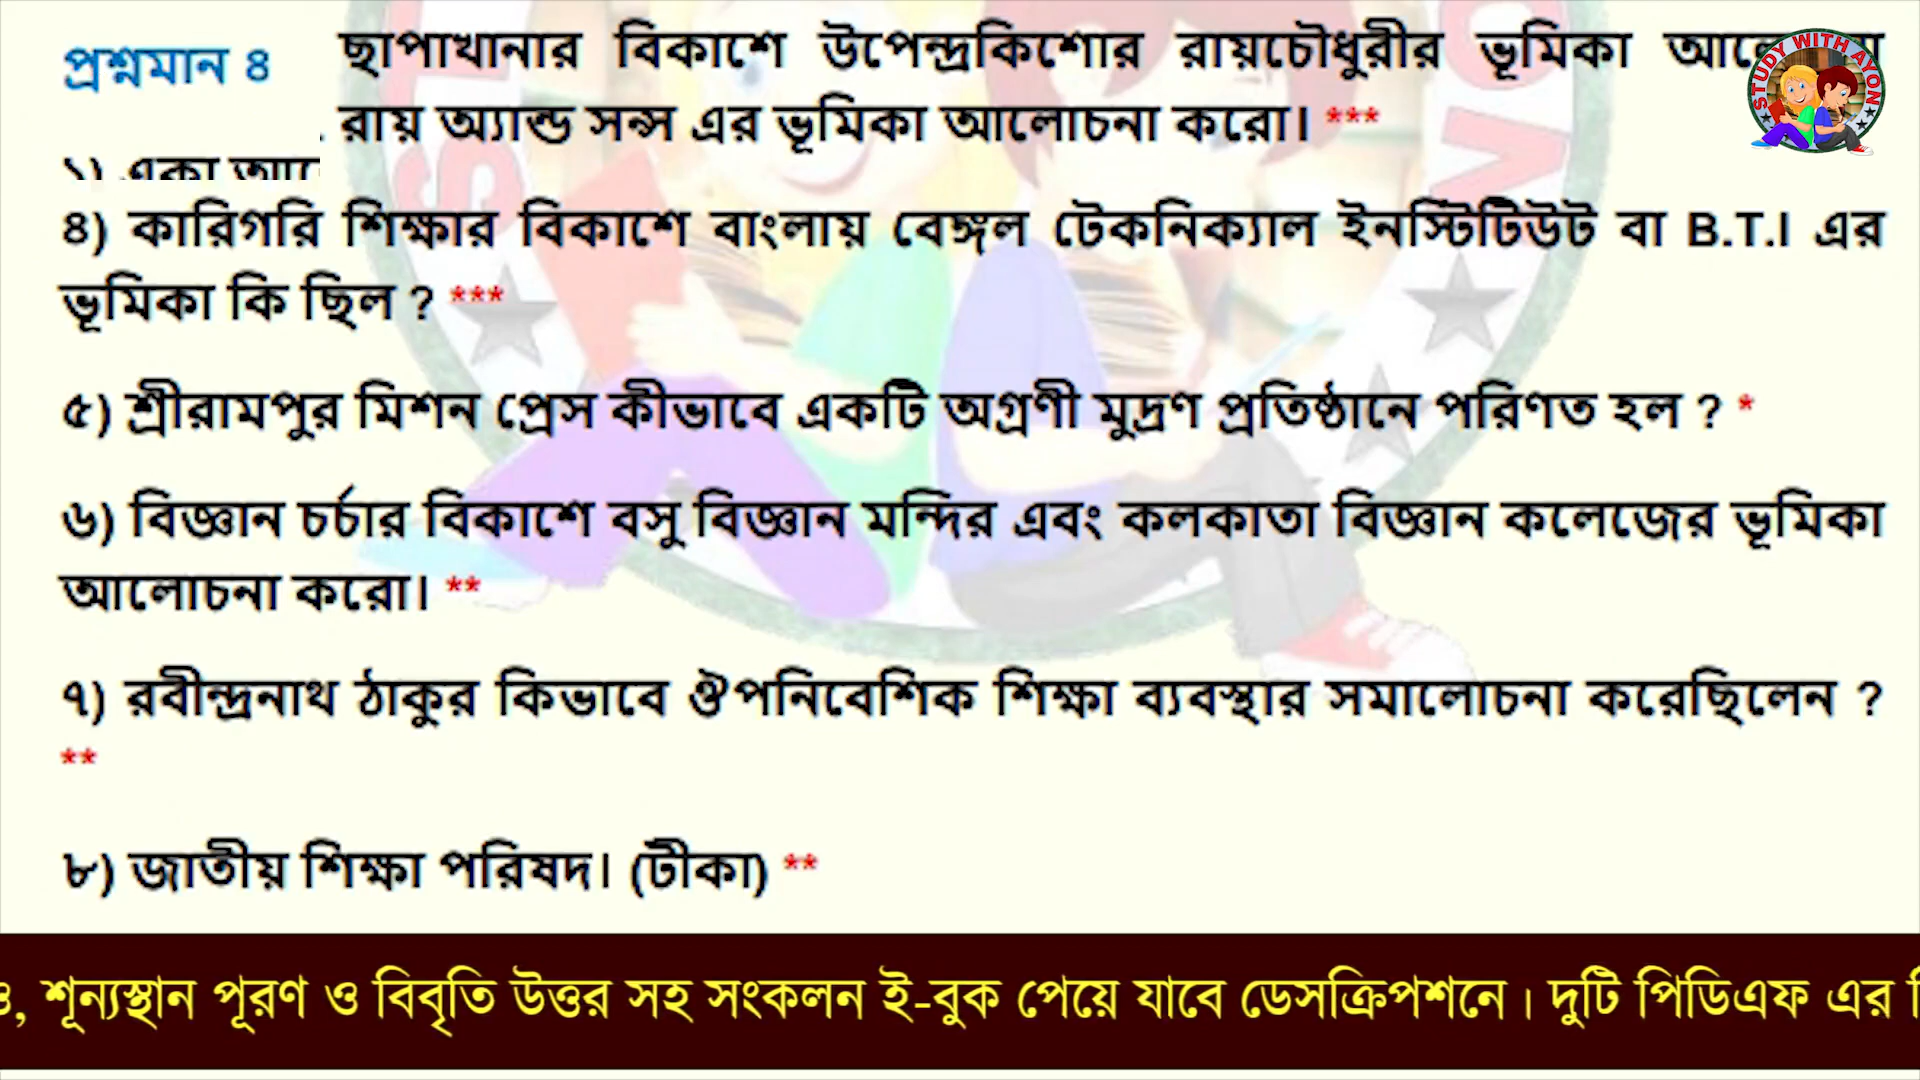 প্রশ্নমান ৪
ছাপাখানার বিকাশে উপেন্দ্রকিশোর রায়চৌধুরীর ভূমিকা
রায় অ্যান্ড সন্স এর ভূমিকা আলোচনা করো। ***
১) একা
৪) কারিগরি শিক্ষার বিকাশে বাংলায় বেঙ্গল টেকনিক্যাল ইনস্টিটিউট বা B.T.I এর
ভূমিকা কি ছিল ? ***
৫) শ্রীরামপুর মিশন প্রেস কীভাবে একটি অগ্রণী মুদ্রণ প্রতিষ্ঠানে পরিণত হল ? *
৬) বিজ্ঞান চর্চার বিকাশে বসু বিজ্ঞান মন্দির এবং কলকাতা বিজ্ঞান কলেজের ভূমিকা
আলোচনা করো। **
৭) রবীন্দ্রনাথ ঠাকুর কিভাবে ঔপনিবেশিক শিক্ষা ব্যবস্থার সমালোচনা করেছিলেন ?
**
৮) জাতীয় শিক্ষা পরিষদ। (টীকা) **
শূন্যস্থান পূরণ ও বিবৃতি উত্তর সহ সংকলন ই-বুক পেয়ে যাবে ডেসক্রিপশনে। দুটি পিডিএফ এর
STUDY WITH AYON